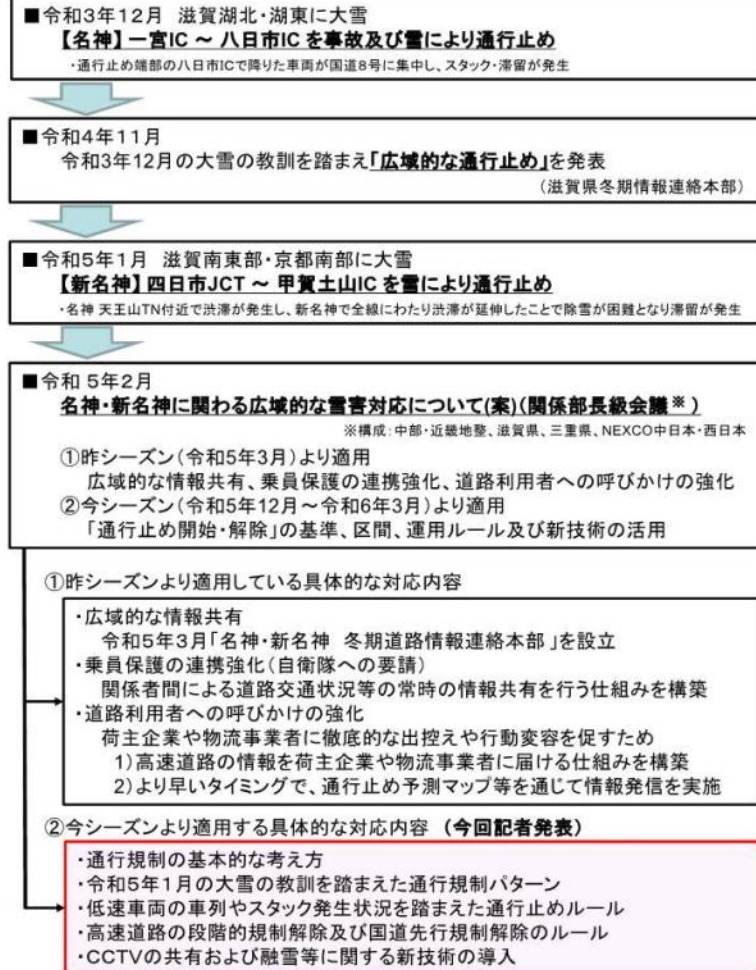 ■令和3年12月 滋賀湖北・湖東に大雪
【名神】一宮IC ～ 八日市IC を事故及び雪により通行止め
・通行止め端部の八日市ICで降りた車両が国道8号に集中し、スタック・滞留が発生
■令和4年11月
令和3年12月の大雪の教訓を踏まえ「広域的な通行止め」を発表
（滋賀県冬期情報連絡本部）
■令和5年1月 滋賀南東部・京都南部に大雪
【新名神】四日市JCT ～ 甲賀土山IC を雪により通行止め
・名神 天王山TN付近で渋滞が発生し、新名神で全線にわたり渋滞が延伸したことで除雪が困難となり滞留が発生
■令和5年2月
名神・新名神に関わる広域的な雪害対応について(案)（関係部長級会議※）
※構成：中部・近畿地整、滋賀県、三重県、NEXCO中日本・西日本
①昨シーズン（令和5年3月）より適用
広域的な情報共有、乗員保護の連携強化、道路利用者への呼びかけの強化
②今シーズン（令和5年12月～令和6年3月）より適用
「通行止め開始・解除」の基準、区間、運用ルール及び新技術の活用
①昨シーズンより適用している具体的な対応内容
・広域的な情報共有
令和5年3月「名神・新名神 冬期道路情報連絡本部」を設立
・乗員保護の連携強化（自衛隊への要請）
関係者間による道路交通状況等の常時の情報共有を行う仕組みを構築
・道路利用者への呼びかけの強化
荷主企業や物流事業者に徹底的な出控えや行動変容を促すため
1)高速道路の情報を荷主企業や物流事業者に届ける仕組みを構築
2)より早いタイミングで、通行止め予測マップ等を通じて情報発信を実施
②今シーズンより適用する具体的な対応内容 （今回記者発表）
・通行規制の基本的な考え方
・令和5年1月の大雪の教訓を踏まえた通行規制パターン
・低速車両の車列やスタック発生状況を踏まえた通行止めルール
・高速道路の段階的規制解除及び国道先行規制解除のルール
・CCTVの共有および融雪等に関する新技術の導入